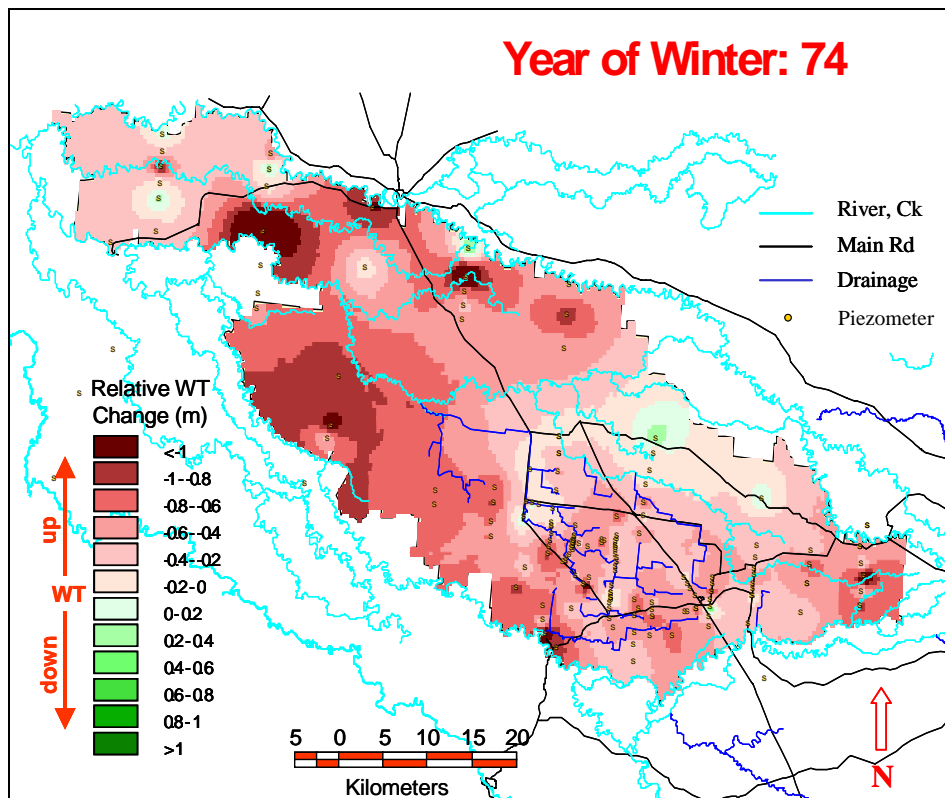 Year of Winter: 74
River, Ck
Main Rd
Drainage
Piezometer
Relative WT
Change (m)
<-1
-1--0.8
-0.8--0.6
-0.6--0.4
-0.4--0.2
-0.2-0
0-0.2
0.2-0.4
0.4-0.6
0.6-0.8
0.8-1
>1
up
WT
down
5 0 5 10 15 20
Kilometers
N